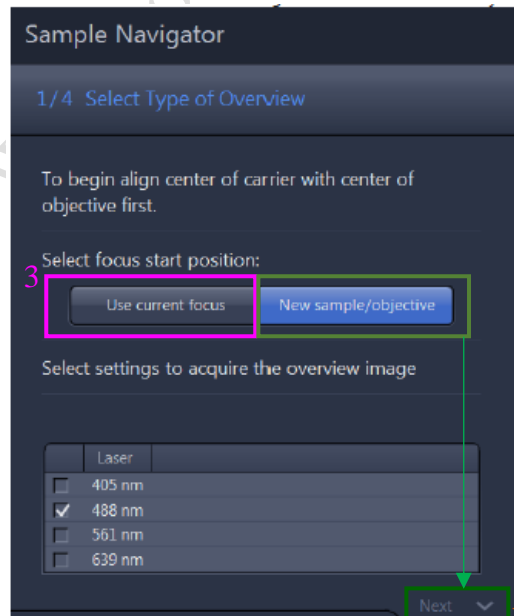 Sample Navigator
1/4 Select Type of Overview
To begin align center of carrier with center of
objective first.
Select focus start position:
3
Use current focus
New sample/objective
Select settings to acquire the overview image
Laser
405 nm
488 nm
561 nm
639 nm
Next